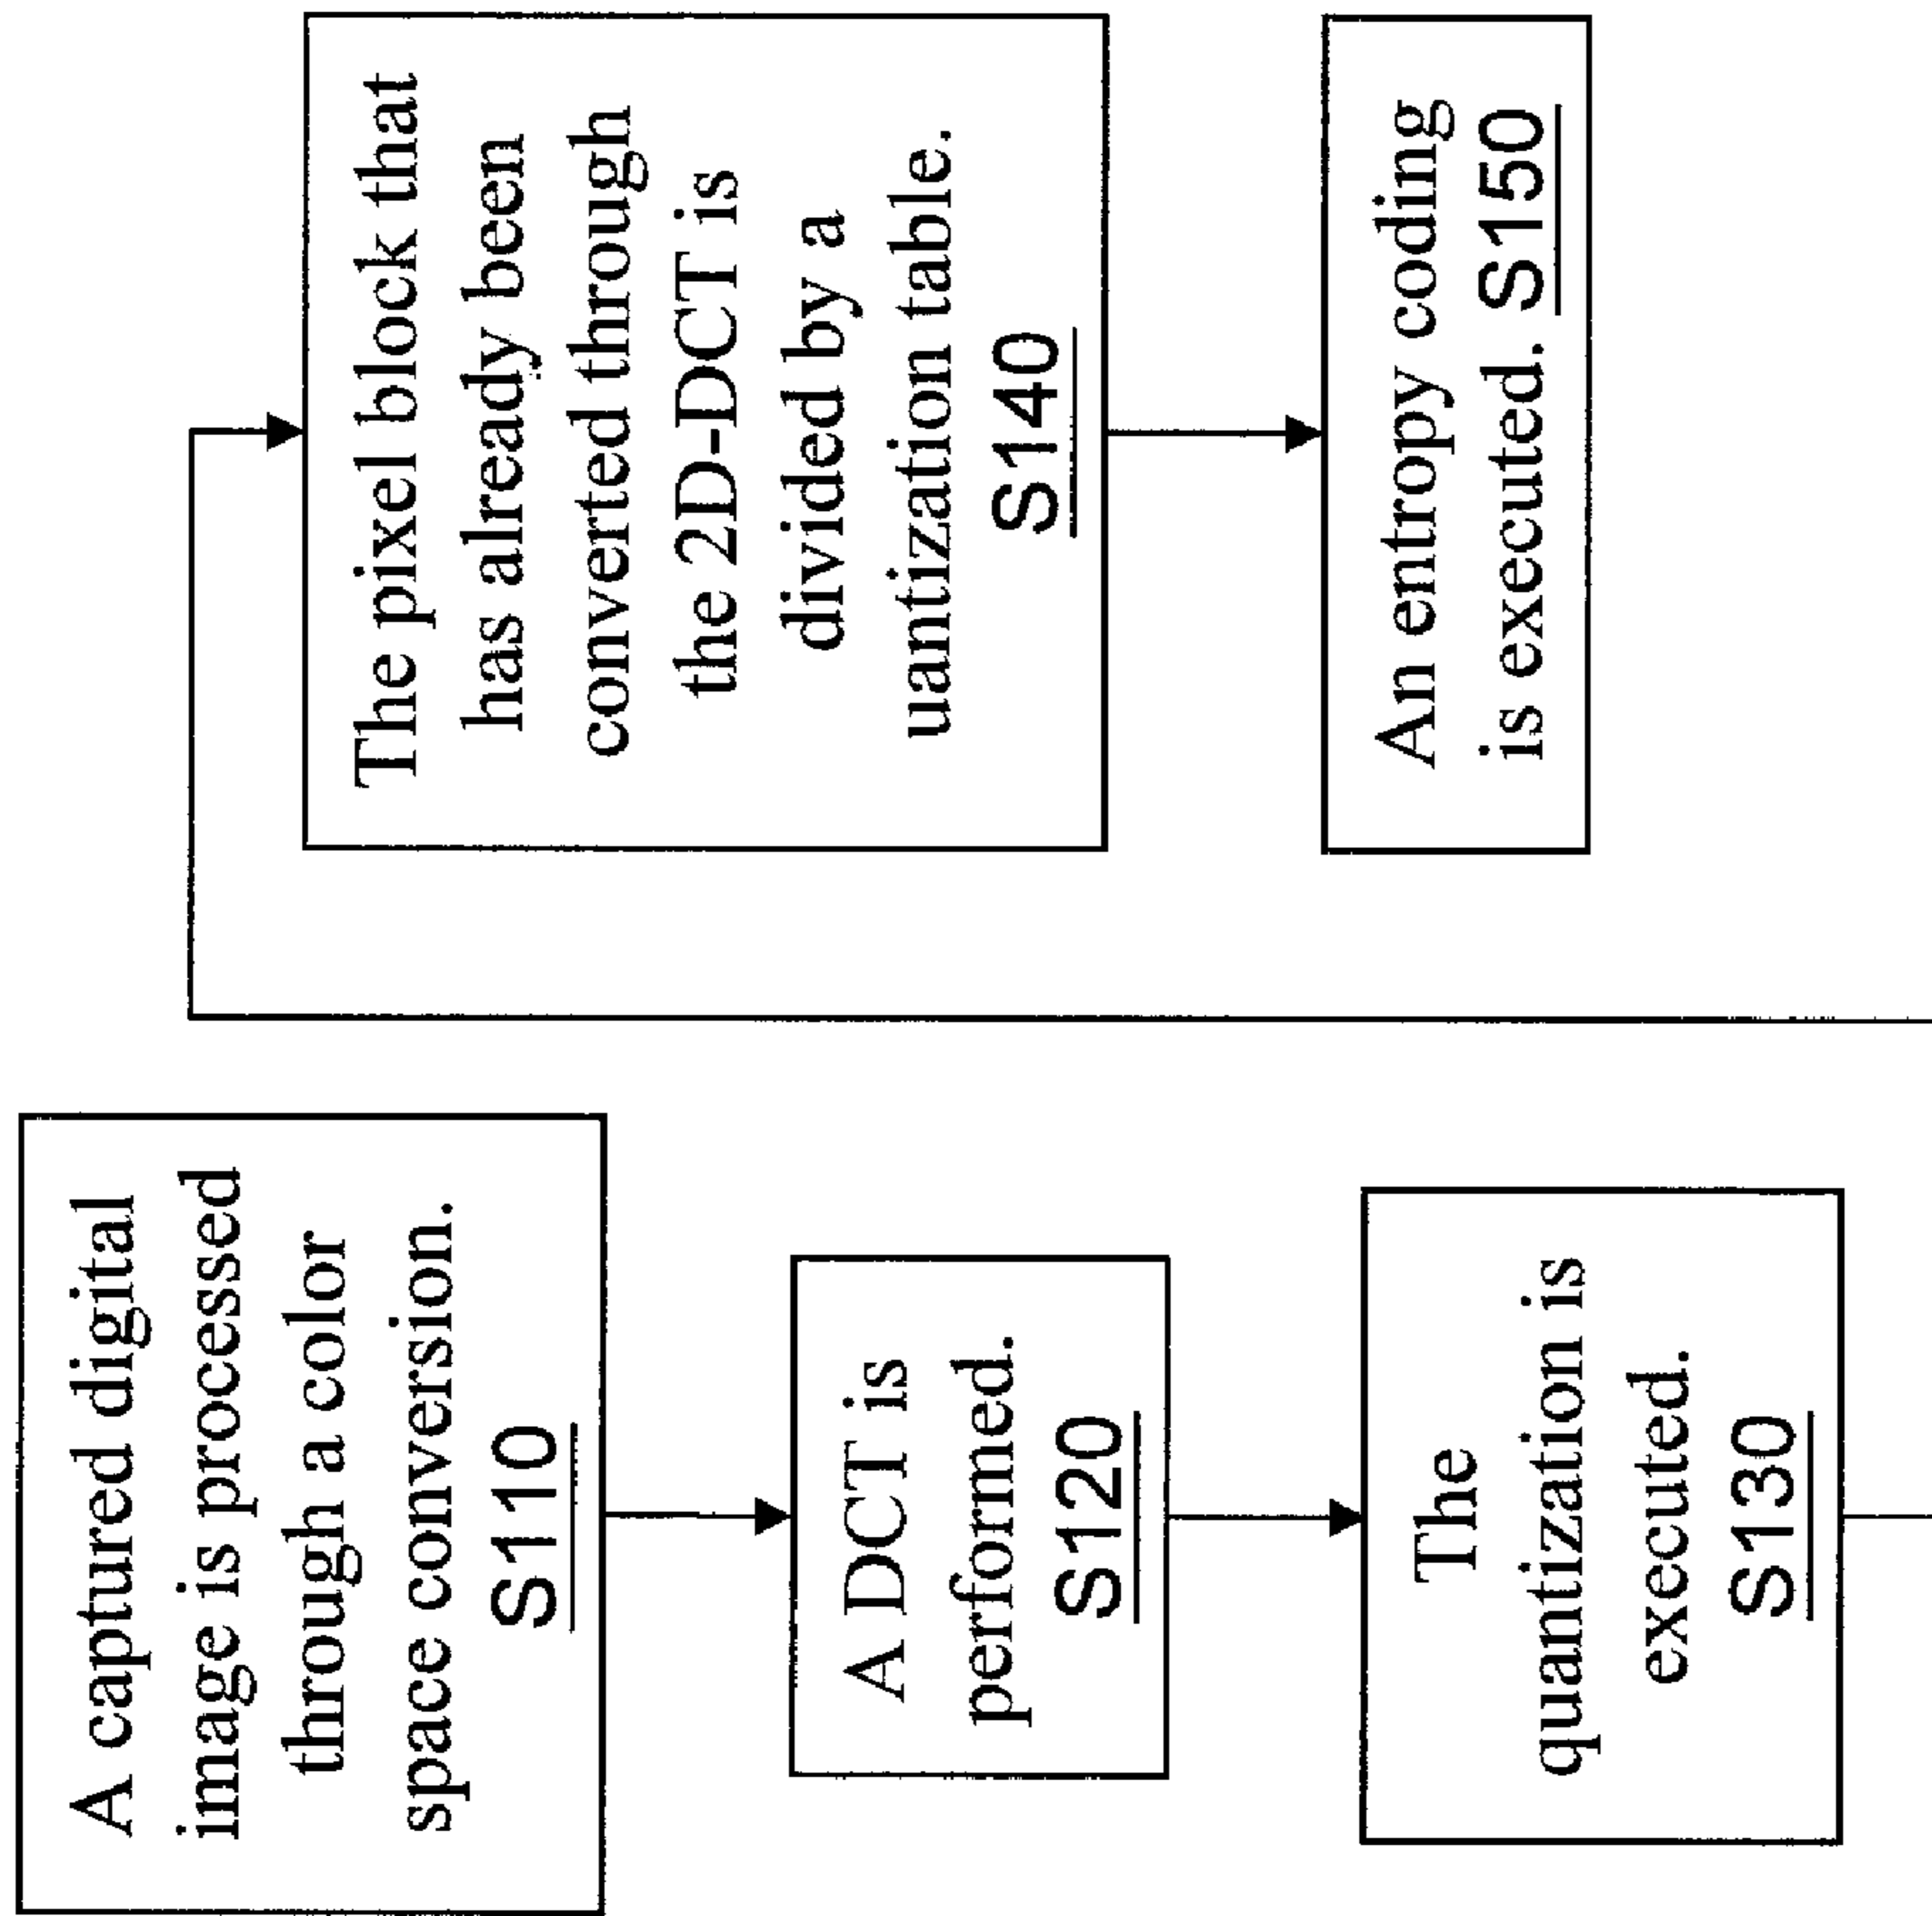 A captured digital
image is processed
through a color
space conversion.
S110
A DCT is
performed.
S120
The
quantization is
executed.
S130
The pixel block that
has already been
converted through
the 2D-DCT is
divided by a
uantization table.
S140
An entropy coding
is executed. S150